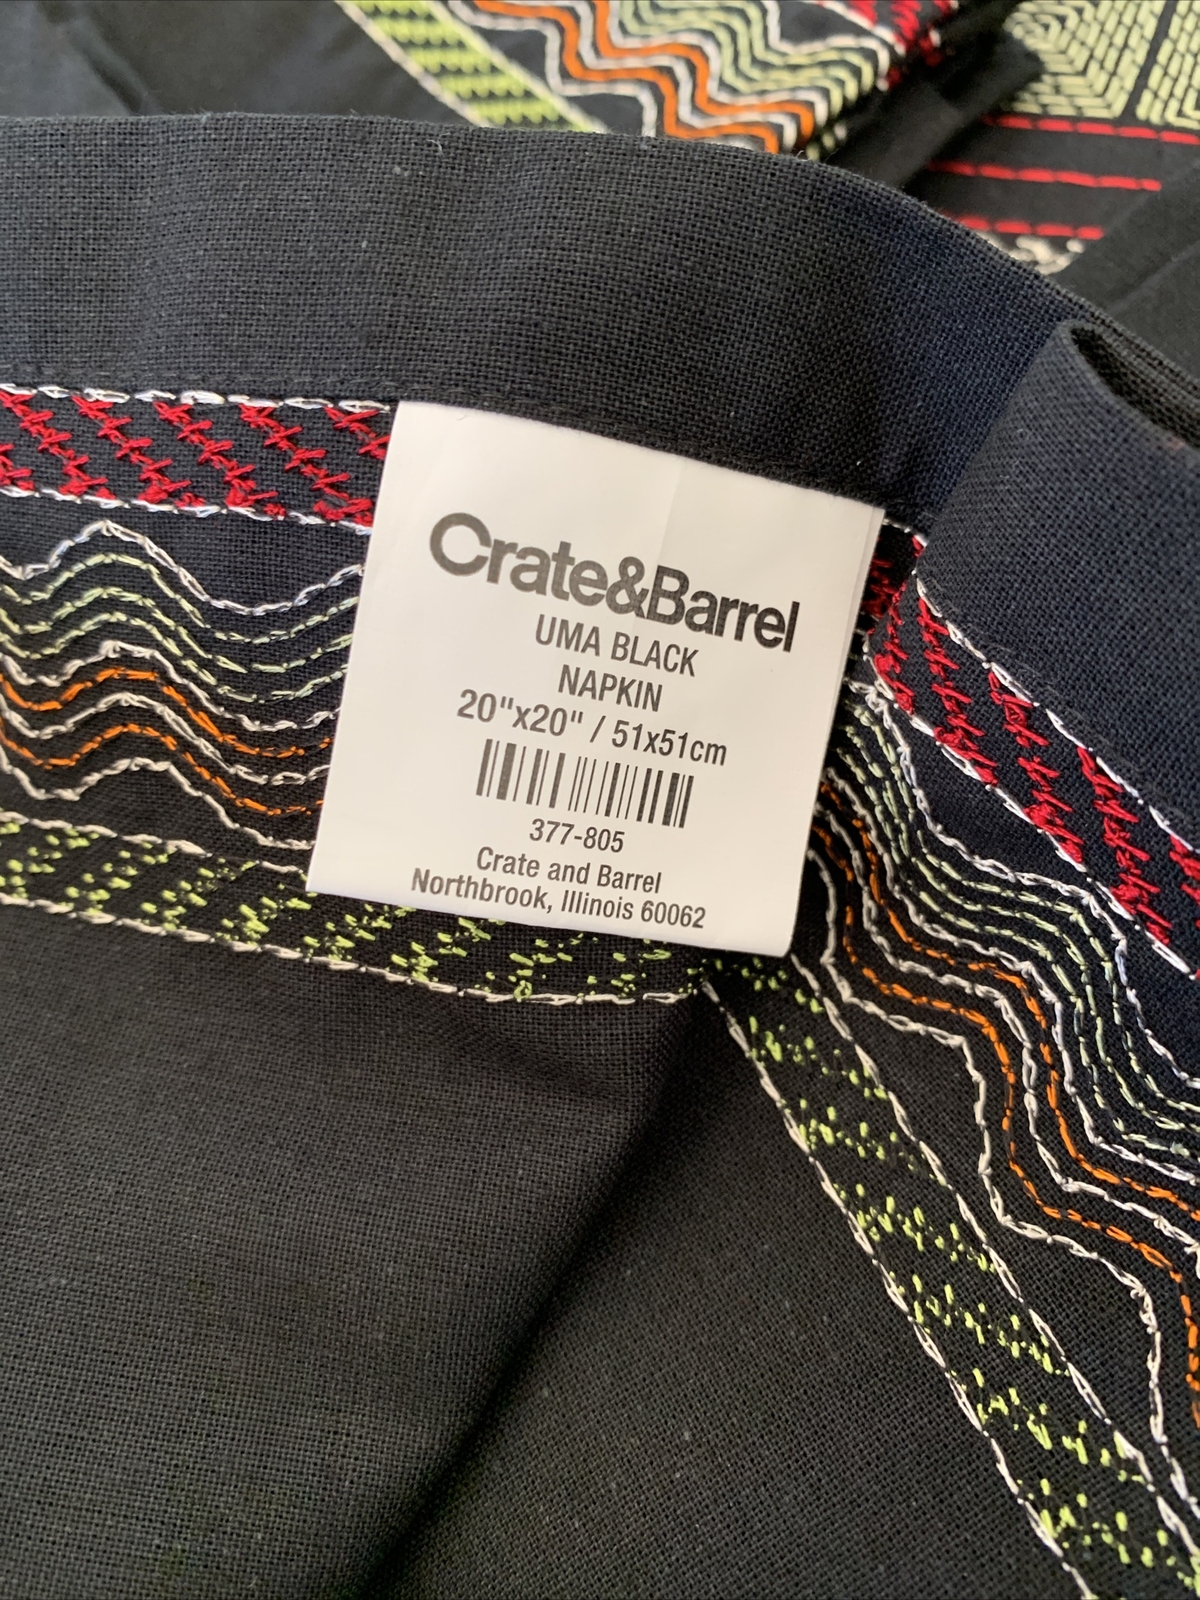 Crate&Barrel
UMA BLACK
NAPKIN
20"x20" / 51x51cm
377-805
Crate and Barrel
Northbrook, Illinois 60062